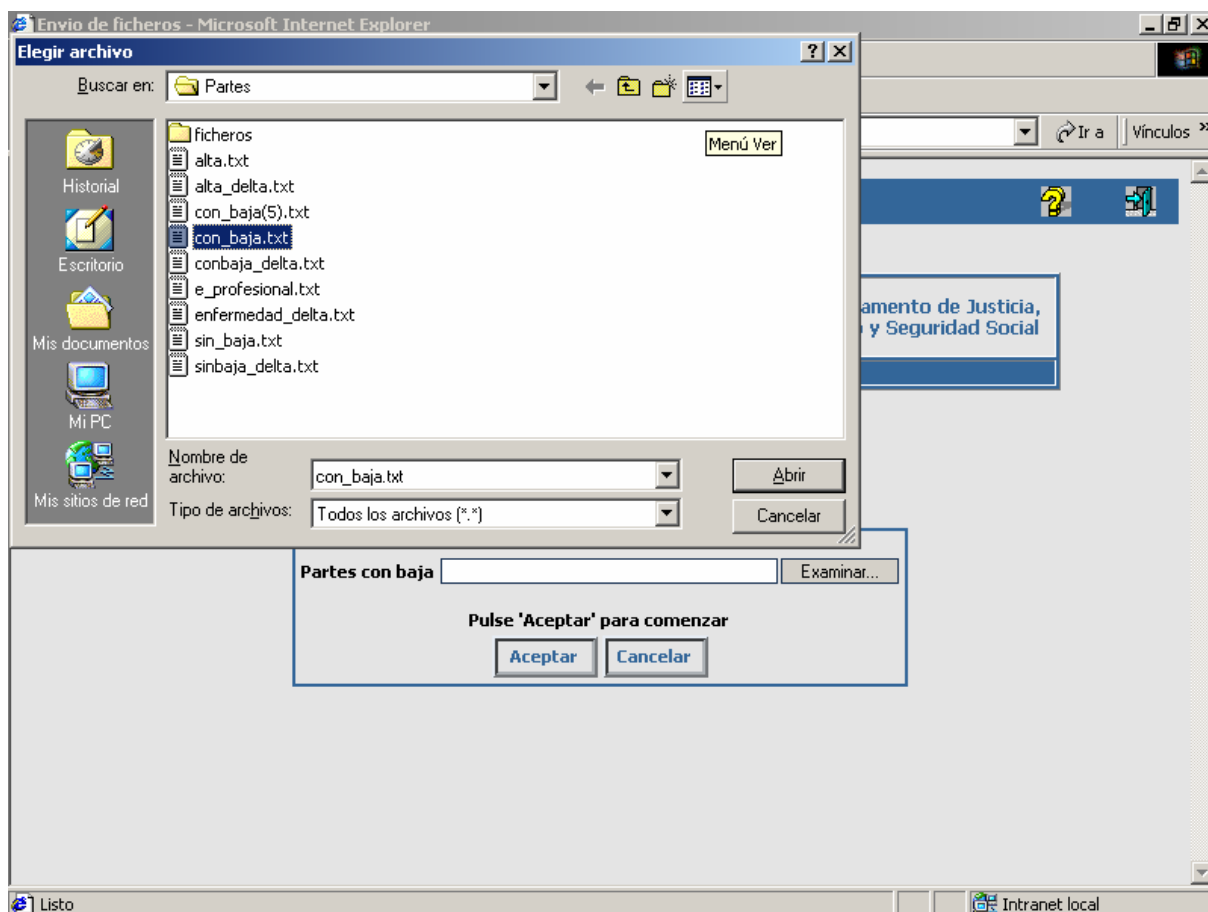 Envio de ficheros - Microsoft Internet Explorer
Elegir archivo
Buscar en:
Partes
Menú Ver
Historial
Escritorio
Mis documentos
Mi PC
Mis sitios de red
ficheros
alta.txt
alta_delta.txt
con_baja(5).txt
con_baja.txt
conbaja_delta.txt
e_profesional.txt
enfermedad_delta.txt
sin_baja.txt
sinbaja_delta.txt
Nombre de
archivo:
con_baja.txt
Abrir
Tipo de archivos:
Todos los archivos (*.*)
Cancelar
Ir a
Vínculos »
amento de Justicia,
y Seguridad Social
Partes con baja
Examinar...
Pulse 'Aceptar' para comenzar
Aceptar
Cancelar
Listo
Intranet local